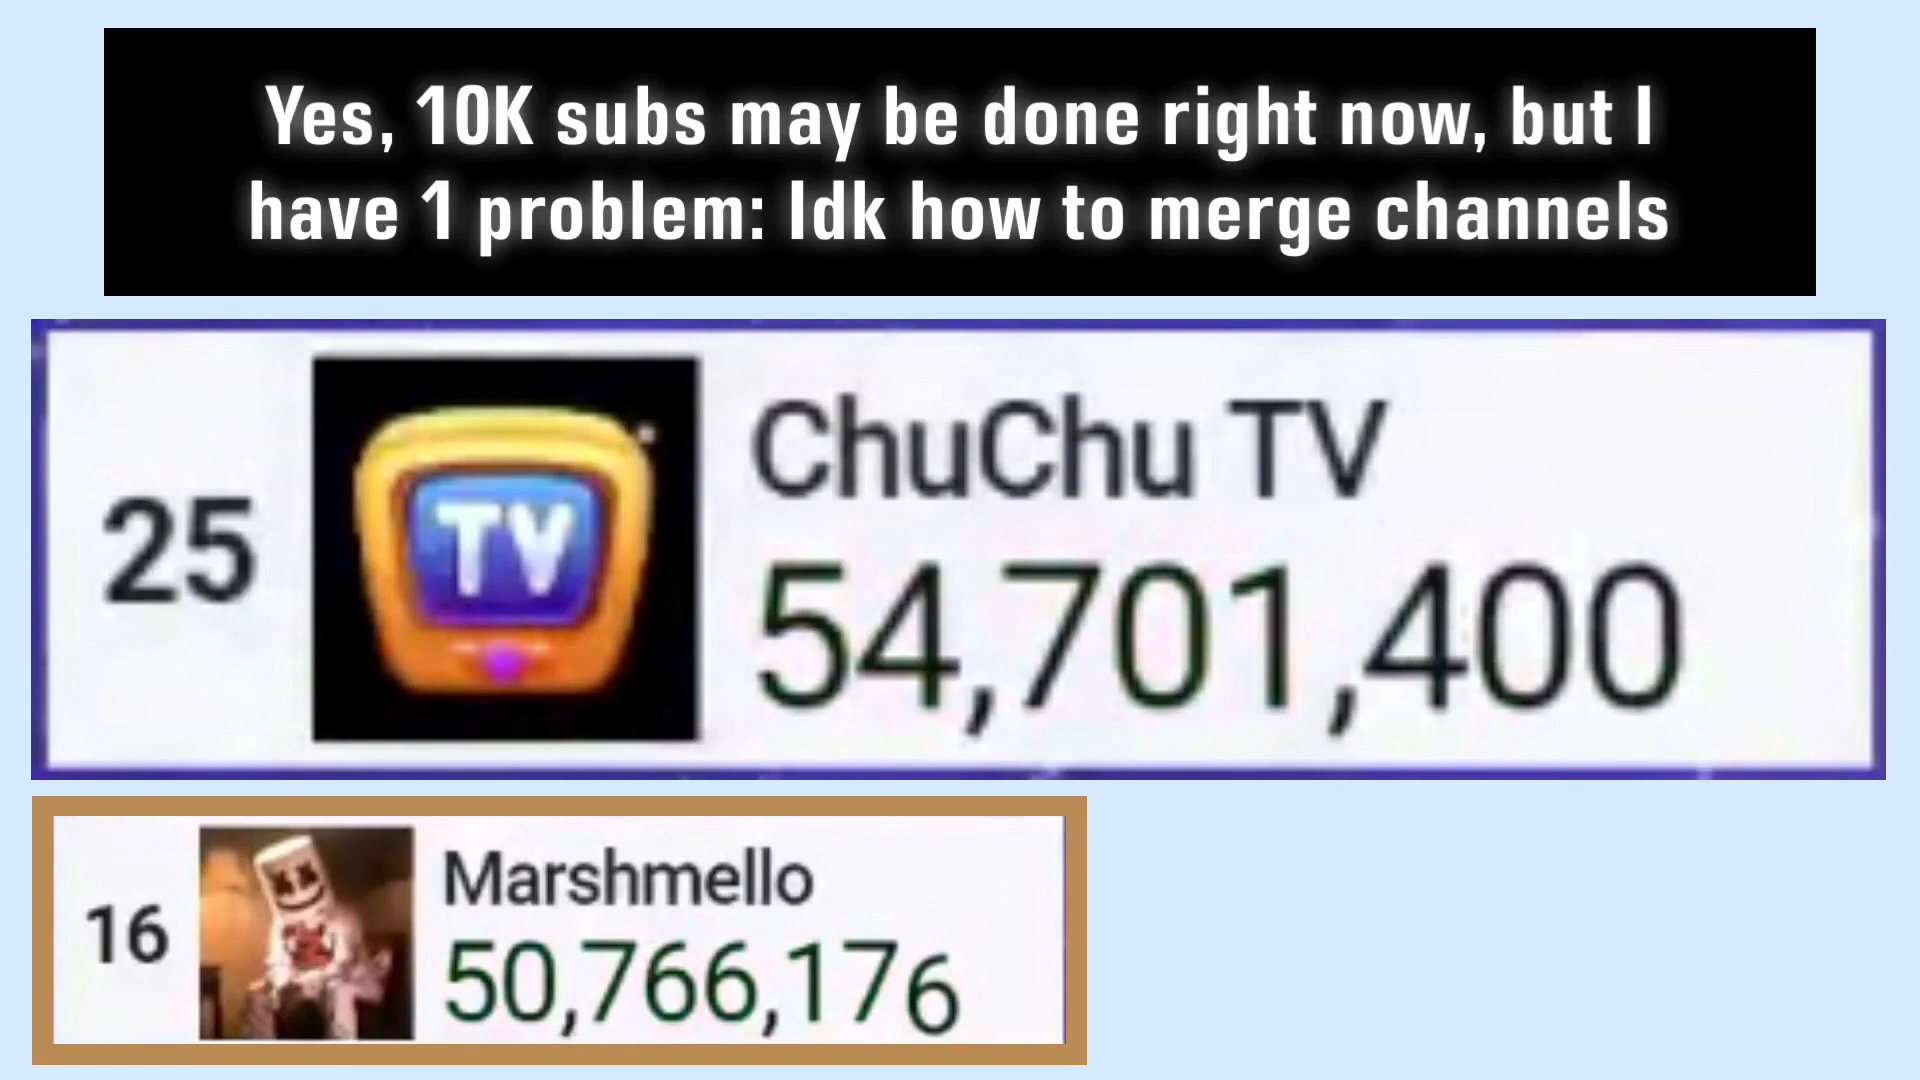 Yes, 10K subs may be done right now, but I
have 1 problem: Idk how to merge channels
25
TV
ChuChu TV
54,701,400
16
Marshmello
50,766,176